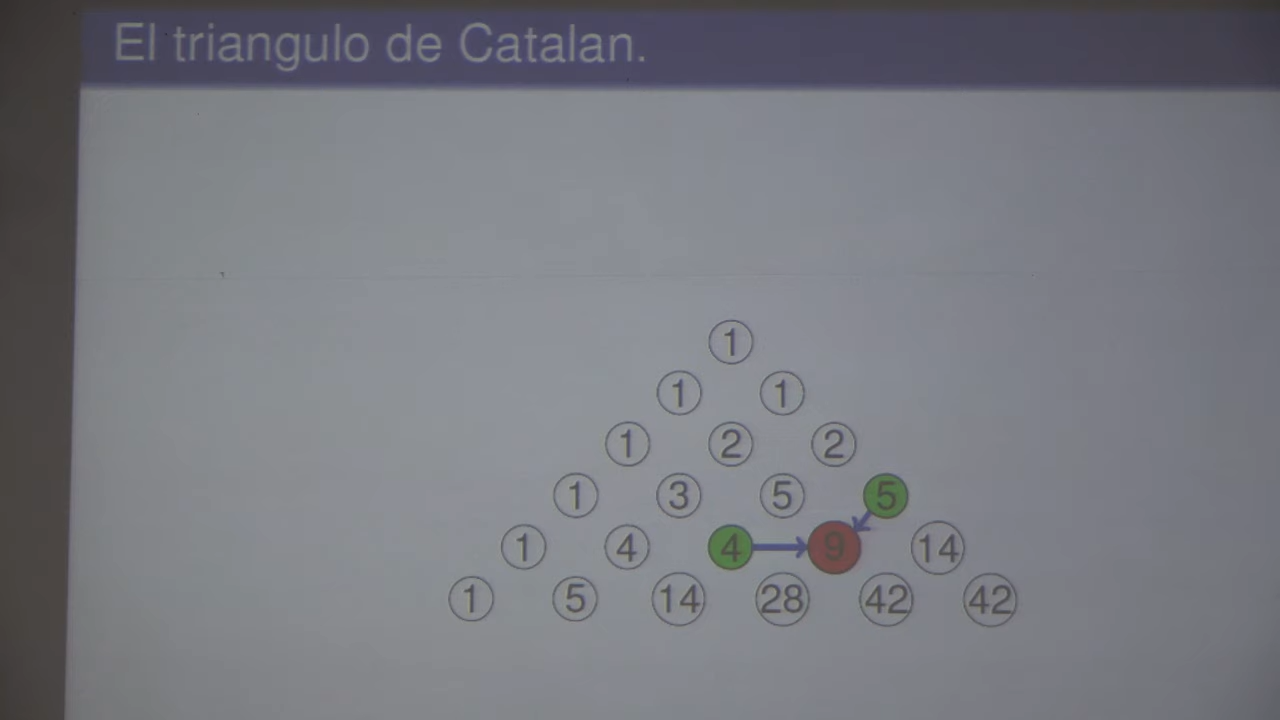 El triangulo de Catalan.
1
1 1
1 2 2
1 3 5 5
1 4 4 9 14
1 5 14 28 42 42